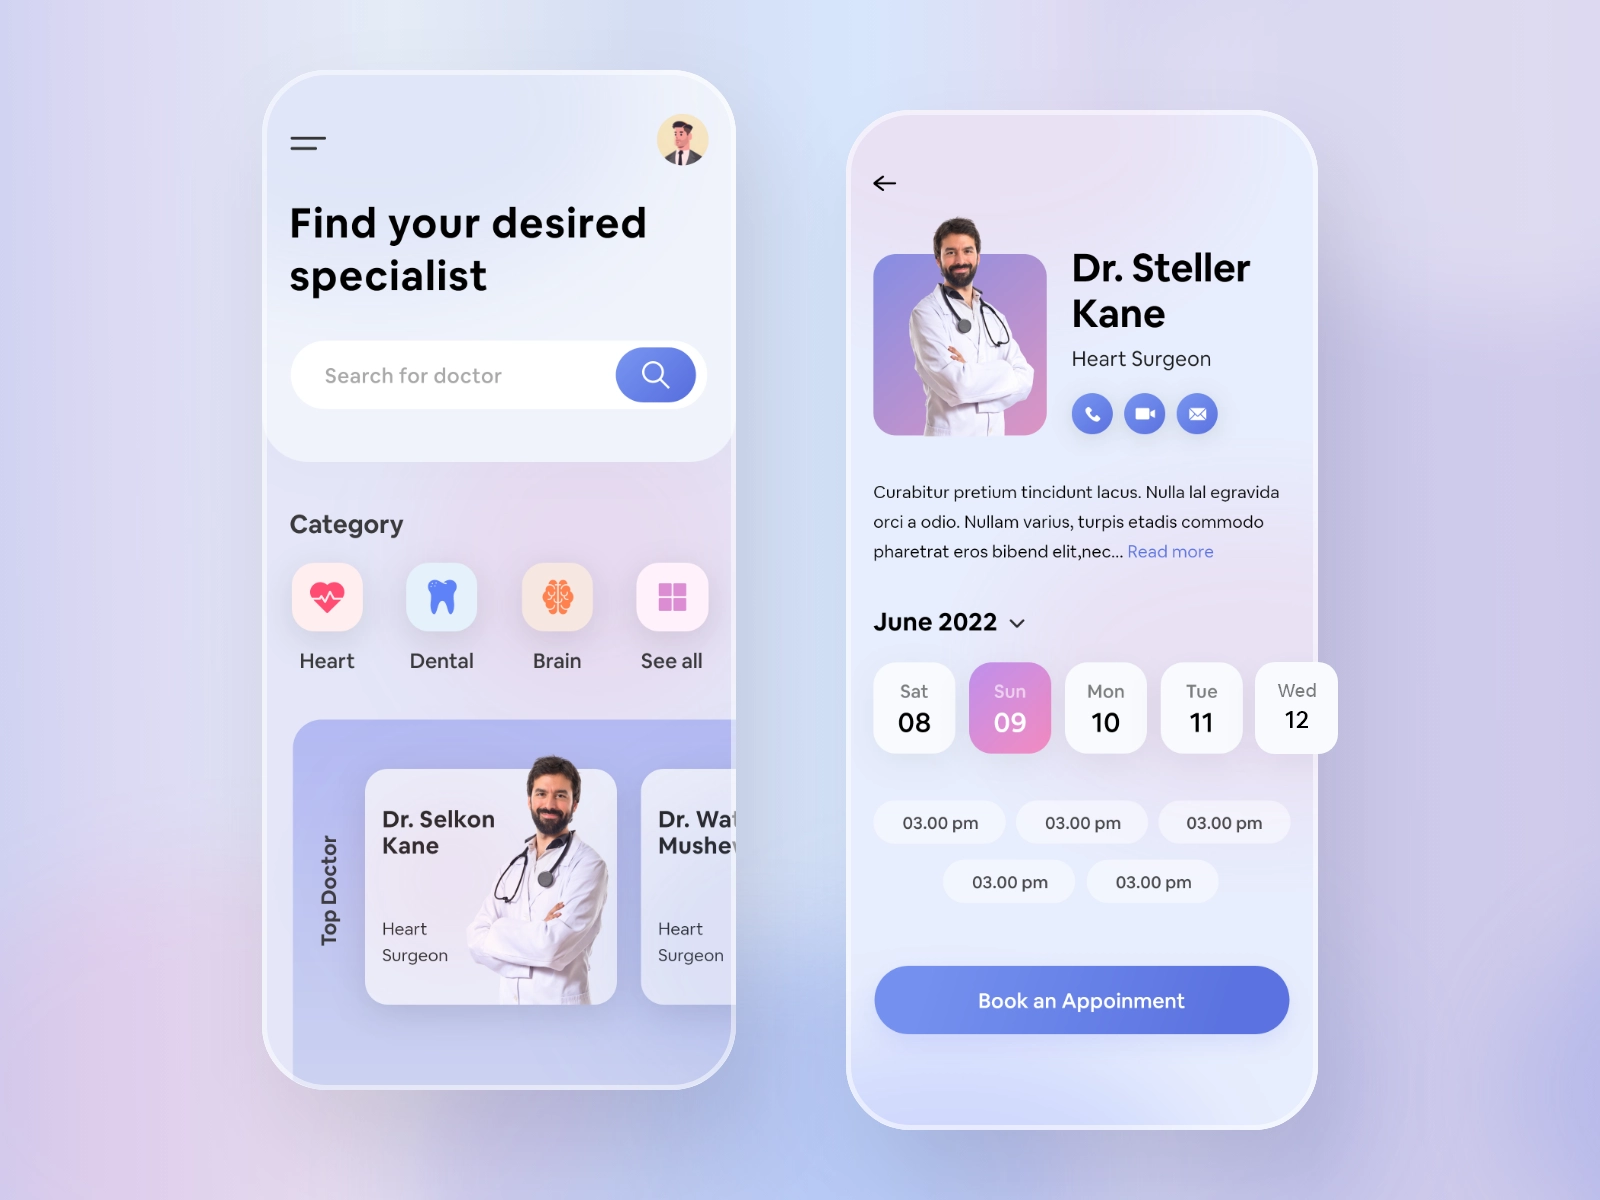 Find your desired
specialist
Search for doctor
Category
Heart
Dental
Brain
See all
Top Doctor
Dr. Selkon
Kane
Heart
Surgeon
Dr. Wat
Mushe
Heart
Surgeon
Dr. Steller
Kane
Heart Surgeon
Curabitur pretium tincidunt lacus. Nulla lal egravida
orci a odio. Nullam varius, turpis etadis commodo
pharetrat eros bibend elit,nec... Read more
June 2022
Sat
08
Sun
09
Mon
10
Tue
11
Wed
12
03.00 pm
03.00 pm
03.00 pm
03.00 pm
03.00 pm
Book an Appoinment